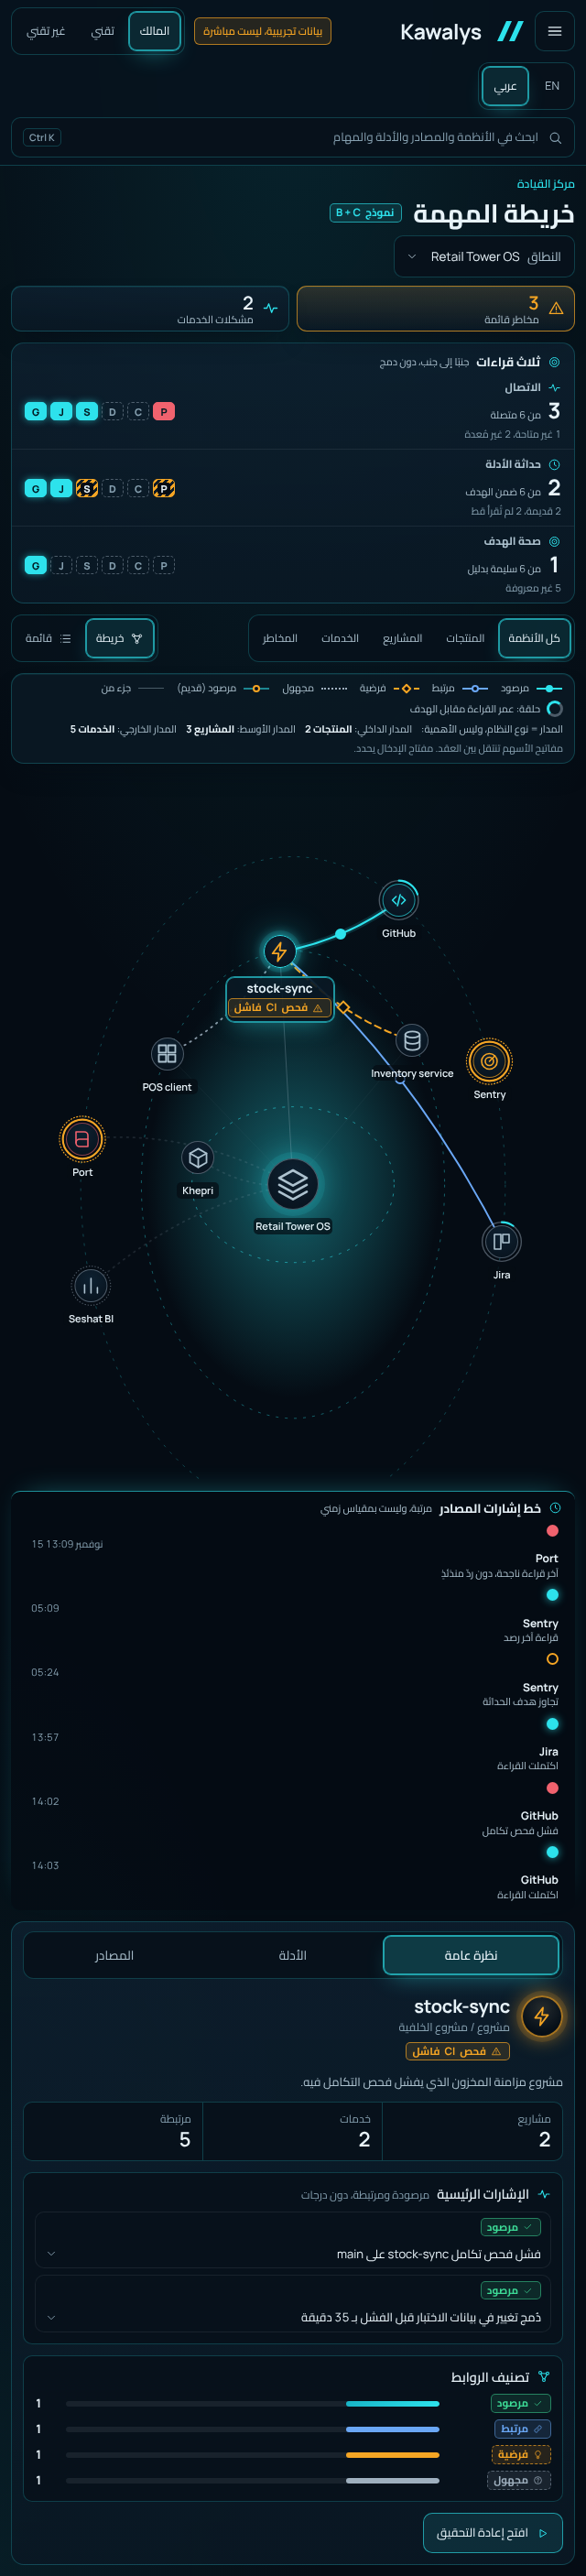 Kawalys
بيانات تجريبية، ليست مباشرة
المالك
تقني
غير تقني
EN
عربي
ابحث في الأنظمة والمصادر والأدلة والمهام
Ctrl K
مركز القيادة
خريطة المهمة
نموذج B + C
النطاق Retail Tower OS
3
مخاطر قائمة
2
مشكلات الخدمات
ثلاث قراءات جنبًا إلى جنب، دون دمج
الاتصال
3 من 6 متصلة
1 غير متاحة، 2 غير مُعدة
P C D S J G
حداثة الأدلة
2 من 6 ضمن الهدف
2 قديمة، 2 لم تُقرأ قط
P C D S J G
صحة الهدف
1 من 6 سليمة بدليل
5 غير معروفة
P C D S J G
كل الأنظمة
المنتجات
المشاريع
الخدمات
المخاطر
خريطة
قائمة
مرصود
مرتبط
فرضية
مجهول
مرصود (قديم)
جزء من
حلقة: عمر القراءة مقابل الهدف
المدار = نوع النظام، وليس الأهمية: المدار الداخلي: المنتجات 2 المدار الأوسط: المشاريع 3 المدار الخارجي: الخدمات 5
مفاتيح الأسهم تنتقل بين العقد. مفتاح الإدخال يحدد.
GitHub
stock-sync
فحص CI فاشل
Inventory service
POS client
Sentry
Port
Khepri
Retail Tower OS
Jira
Seshat BI
خط إشارات المصادر مرتبة، وليست بمقياس زمني
15 نوفمبر 13:09
Port
آخر قراءة ناجحة، دون ردّ منذئذٍ
05:09
Sentry
قراءة آخر رصد
05:24
Sentry
تجاوز هدف الحداثة
13:57
Jira
اكتملت القراءة
14:02
GitHub
فشل فحص تكامل
14:03
GitHub
اكتملت القراءة
نظرة عامة
الأدلة
المصادر
stock-sync
مشروع / مشروع الخلفية
فحص CI فاشل
مشروع مزامنة المخزون الذي يفشل فحص التكامل فيه.
مشاريع
2
خدمات
2
مرتبطة
5
الإشارات الرئيسية مرصودة ومرتبطة، دون درجات
مرصود
فشل فحص تكامل stock-sync على main
مرصود
دُمج تغيير في بيانات الاختبار قبل الفشل بـ 35 دقيقة
تصنيف الروابط
مرصود 1
مرتبط 1
فرضية 1
مجهول 1
افتح إعادة التحقيق